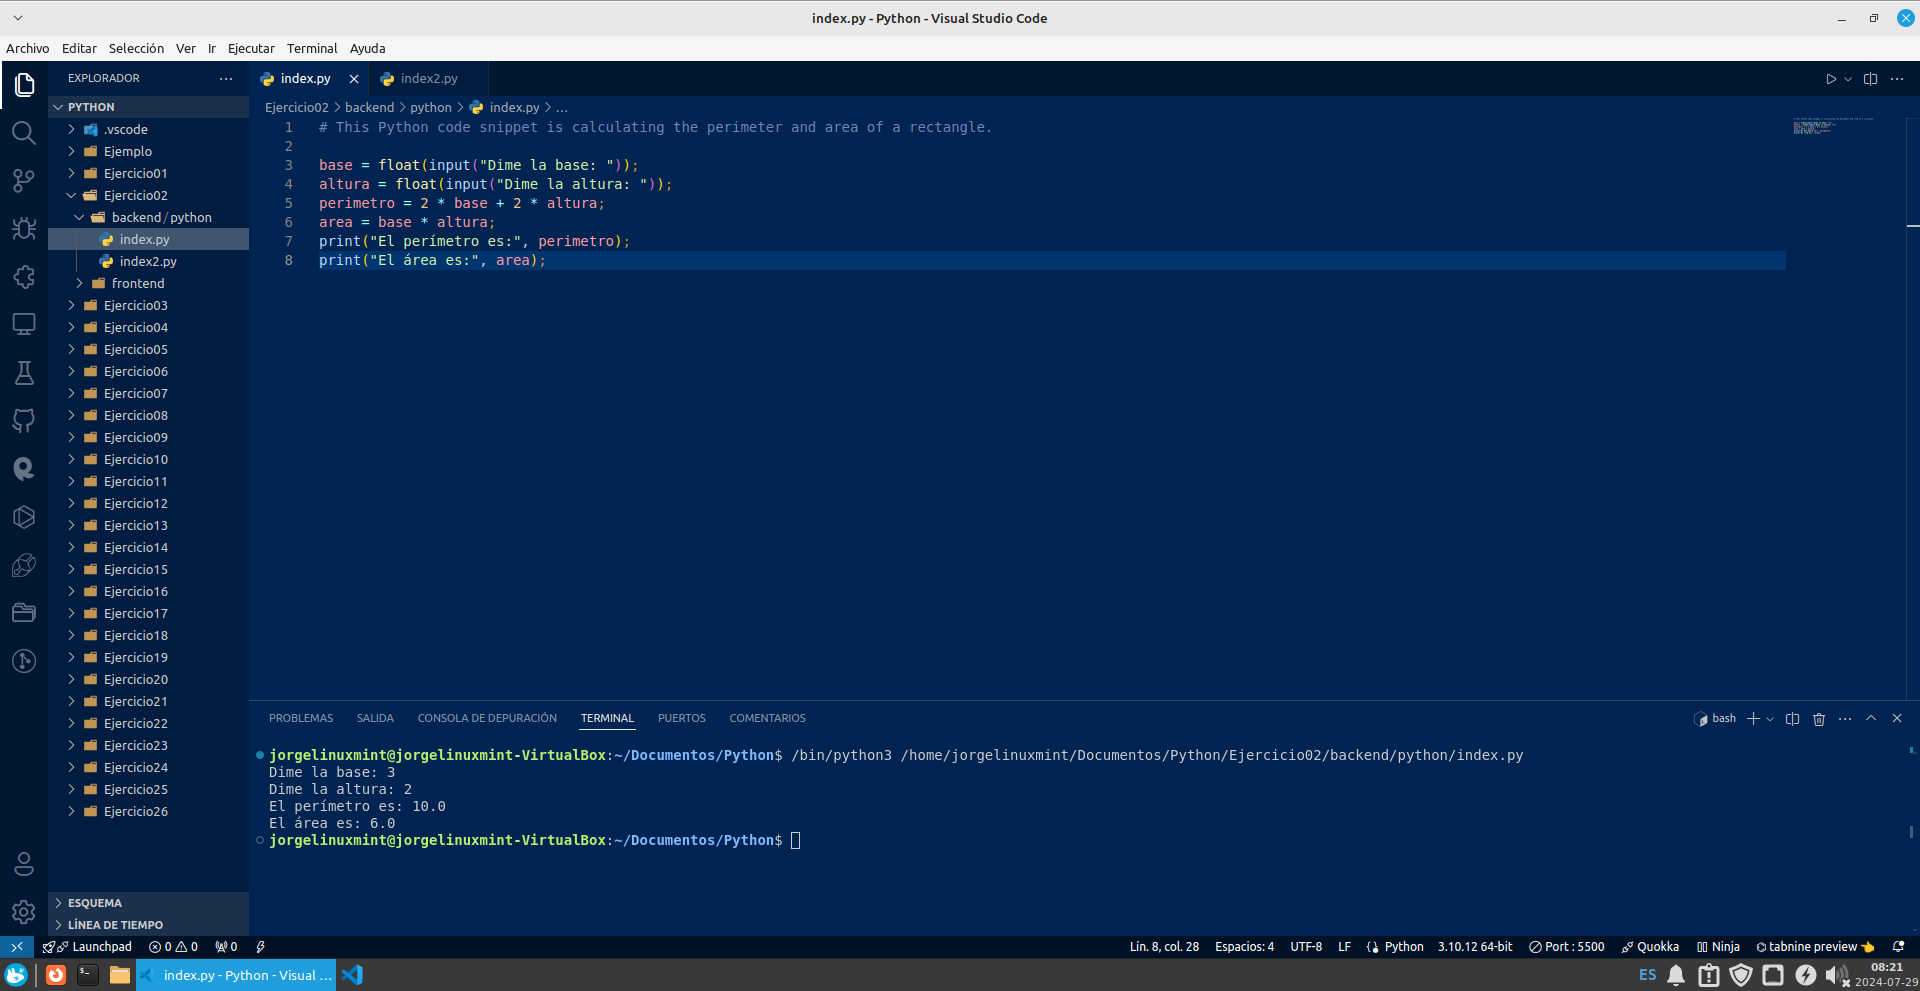 index.py - Python - Visual Studio Code
Archivo Editar Selección Ver Ir Ejecutar Terminal Ayuda
EXPLORADOR
PYTHON
.vscode
Ejemplo
Ejercicio01
Ejercicio02
backend/python
index.py
index2.py
frontend
Ejercicio03
Ejercicio04
Ejercicio05
Ejercicio06
Ejercicio07
Ejercicio08
Ejercicio09
Ejercicio10
Ejercicio11
Ejercicio12
Ejercicio13
Ejercicio14
Ejercicio15
Ejercicio16
Ejercicio17
Ejercicio18
Ejercicio19
Ejercicio20
Ejercicio21
Ejercicio22
Ejercicio23
Ejercicio24
Ejercicio25
Ejercicio26
ESQUEMA
LÍNEA DE TIEMPO
index.py index2.py
Ejercicio02 > backend > python > index.py > ...
1 # This Python code snippet is calculating the perimeter and area of a rectangle.
2
3 base = float(input("Dime la base: "));
4 altura = float(input("Dime la altura: "));
5 perimetro = 2 * base + 2 * altura;
6 area = base * altura;
7 print("El perímetro es:", perimetro);
8 print("El área es:", area);
PROBLEMAS SALIDA CONSOLA DE DEPURACIÓN TERMINAL PUERTOS COMENTARIOS
bash
jorgelinuxmint@jorgelinuxmint-VirtualBox:~/Documentos/Python$ /bin/python3 /home/jorgelinuxmint/Documentos/Python/Ejercicio02/backend/python/index.py
Dime la base: 3
Dime la altura: 2
El perímetro es: 10.0
El área es: 6.0
jorgelinuxmint@jorgelinuxmint-VirtualBox:~/Documentos/Python$
Launchpad 0 0 0 Lín. 8, col. 28 Espacios: 4 UTF-8 LF Python 3.10.12 64-bit Port : 5500 Quokka Ninja tabnine preview
index.py - Python - Visual ... ES 08:21
2024-07-29